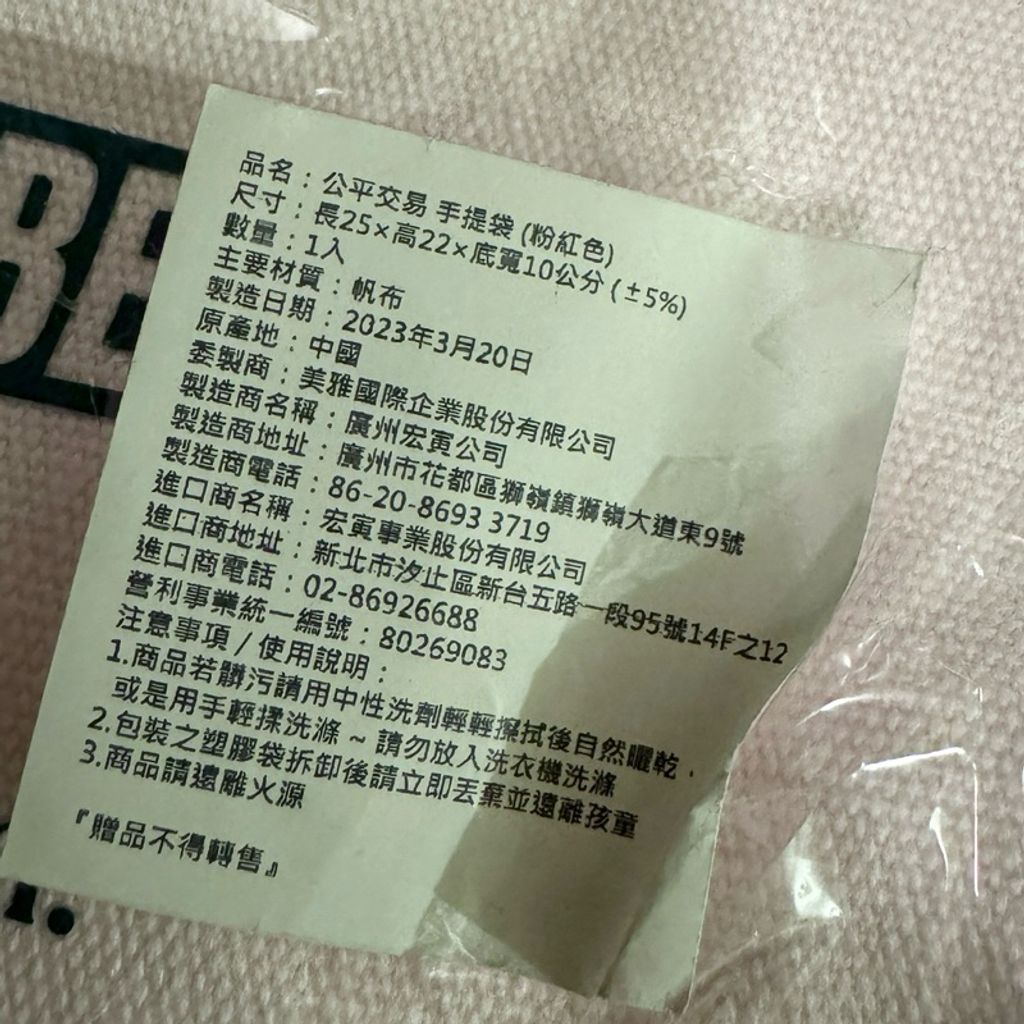 BE
品名：公平交易 手提袋 (粉紅色)
尺寸：長25×高22×底寬10公分 (±5%)
數量：1入
主要材質：帆布
製造日期：2023年3月20日
原產地：中國
委製商：美雅國際企業股份有限公司
製造商名稱：廣州宏寅公司
製造商地址：廣州市花都區獅嶺鎮獅嶺大道東9號
製造商電話：86-20-8693 3719
進口商名稱：宏寅事業股份有限公司
進口商地址：新北市汐止區新台五路一段95號14F之12
進口商電話：02-86926688
營利事業統一編號：80269083
注意事項 / 使用說明：
1.商品若髒污請用中性洗劑輕輕擦拭後自然曬乾，
或是用手輕揉洗滌 ~ 請勿放入洗衣機洗滌
2.包裝之塑膠袋拆卸後請立即丟棄並遠離孩童
3.商品請遠離火源
『贈品不得轉售』